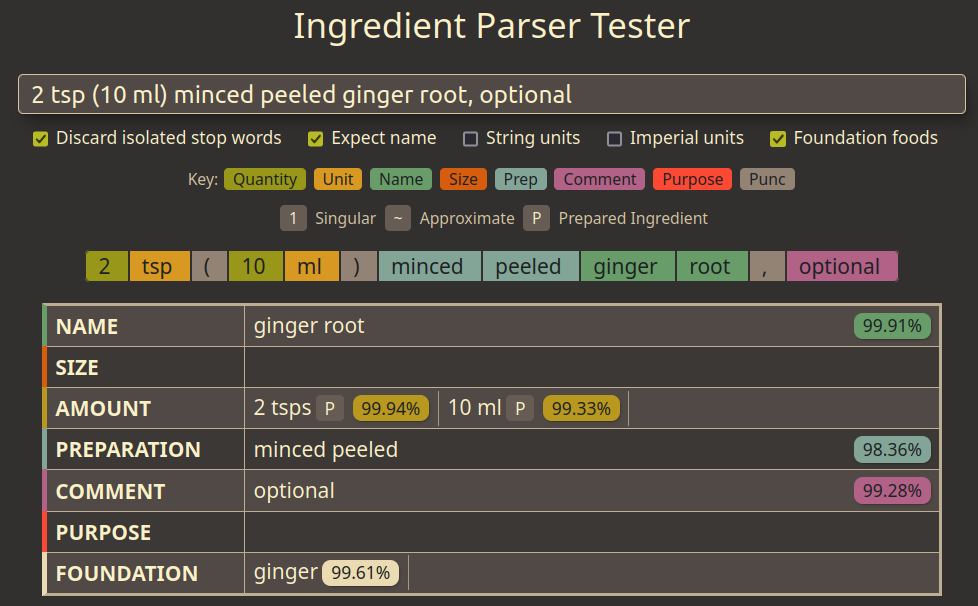 Ingredient Parser Tester
2 tsp (10 ml) minced peeled ginger root, optional
Discard isolated stop words Expect name String units Imperial units Foundation foods
Key: Quantity Unit Name Size Prep Comment Purpose Punc
1 Singular ~ Approximate P Prepared Ingredient
2 tsp ( 10 ml ) minced peeled ginger root , optional
NAME ginger root 99.91%
SIZE
AMOUNT 2 tsps P 99.94% 10 ml P 99.33%
PREPARATION minced peeled 98.36%
COMMENT optional 99.28%
PURPOSE
FOUNDATION ginger 99.61%